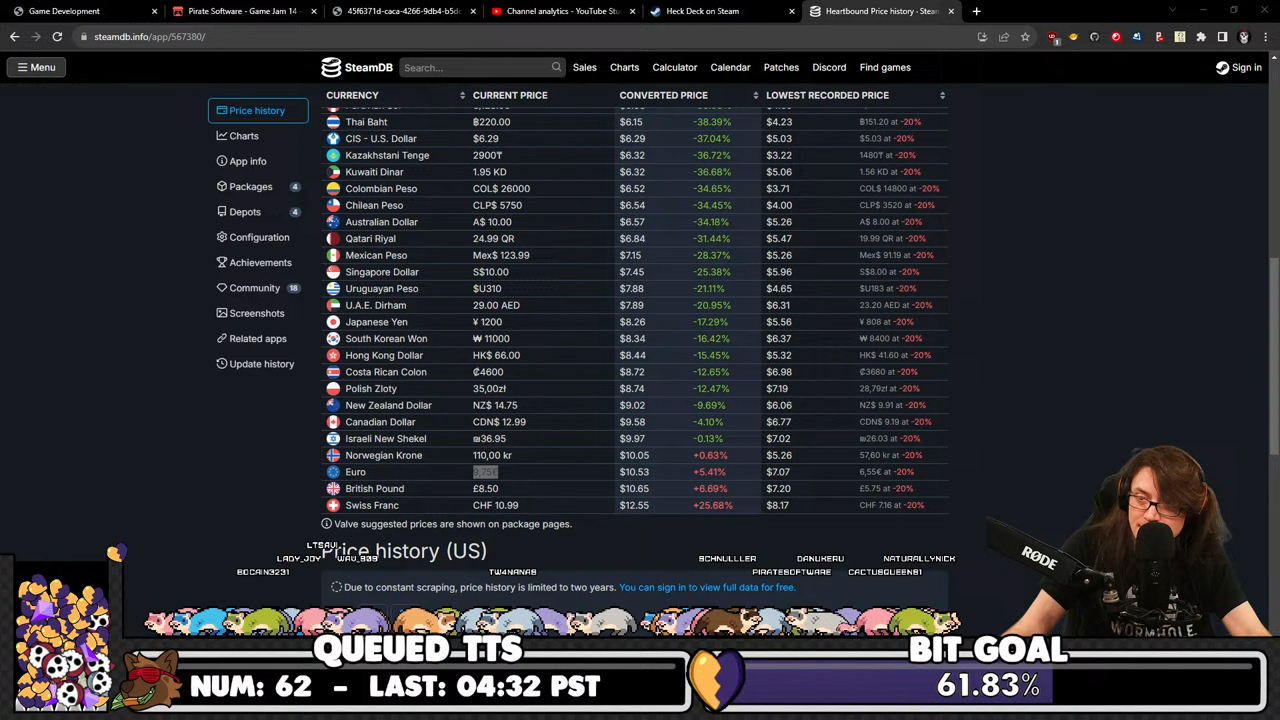 Game Development
Pirate Software - Game Jam 14 -
45f6371d-caca-4266-9db4-b5d
Channel analytics - YouTube Stu
Heck Deck on Steam
Heartbound Price history · Steam
steamdb.info/app/567380/
Menu
SteamDB
Search...
Sales
Charts
Calculator
Calendar
Patches
Discord
Find games
Sign in
Price history
Charts
App info
Packages 4
Depots 4
Configuration
Achievements
Community 18
Screenshots
Related apps
Update history
CURRENCY CURRENT PRICE CONVERTED PRICE LOWEST RECORDED PRICE
Thai Baht ฿220.00 $6.15 -38.39% $4.23 ฿151.20 at -20%
CIS - U.S. Dollar $6.29 $6.29 -37.04% $5.03 $5.03 at -20%
Kazakhstani Tenge 2900₸ $6.32 -36.72% $3.22 1480₸ at -20%
Kuwaiti Dinar 1.95 KD $6.32 -36.68% $5.06 1.56 KD at -20%
Colombian Peso COL$ 26000 $6.52 -34.65% $3.71 COL$ 14800 at -20%
Chilean Peso CLP$ 5750 $6.54 -34.45% $4.00 CLP$ 3520 at -20%
Australian Dollar A$ 10.00 $6.57 -34.18% $5.26 A$ 8.00 at -20%
Qatari Riyal 24.99 QR $6.84 -31.44% $5.47 19.99 QR at -20%
Mexican Peso Mex$ 123.99 $7.15 -28.37% $5.26 Mex$ 91.19 at -20%
Singapore Dollar S$10.00 $7.45 -25.38% $5.96 S$8.00 at -20%
Uruguayan Peso $U310 $7.88 -21.11% $4.65 $U183 at -20%
U.A.E. Dirham 29.00 AED $7.89 -20.95% $6.31 23.20 AED at -20%
Japanese Yen ¥ 1200 $8.26 -17.29% $5.56 ¥ 808 at -20%
South Korean Won ₩ 11000 $8.34 -16.42% $6.37 ₩ 8400 at -20%
Hong Kong Dollar HK$ 66.00 $8.44 -15.45% $5.32 HK$ 41.60 at -20%
Costa Rican Colon ₡4600 $8.72 -12.65% $6.98 ₡3680 at -20%
Polish Zloty 35,00zł $8.74 -12.47% $7.19 28,79zł at -20%
New Zealand Dollar NZ$ 14.75 $9.02 -9.69% $6.06 NZ$ 9.91 at -20%
Canadian Dollar CDN$ 12.99 $9.58 -4.10% $6.77 CDN$ 9.19 at -20%
Israeli New Shekel ₪36.95 $9.97 -0.13% $7.02 ₪26.03 at -20%
Norwegian Krone 110,00 kr $10.05 +0.63% $5.26 57,60 kr at -20%
Euro 9,75€ $10.53 +5.41% $7.07 6,55€ at -20%
British Pound £8.50 $10.65 +6.69% $7.20 £5.75 at -20%
Swiss Franc CHF 10.99 $12.55 +25.68% $8.17 CHF 7.16 at -20%
Valve suggested prices are shown on package pages.
Price history (US)
Due to constant scraping, price history is limited to two years. You can sign in to view full data for free.
LADY_JOY
BOCAIN3231
TW4NANAB
SCHNULLLER
DANUKERU
NATURALLYNICK
PIRATESOFTWARE
CACTUSQUEEN81
RØDE
WORMHOLE
QUEUED TTS
NUM: 62 - LAST: 04:32 PST
BIT GOAL
61.83%